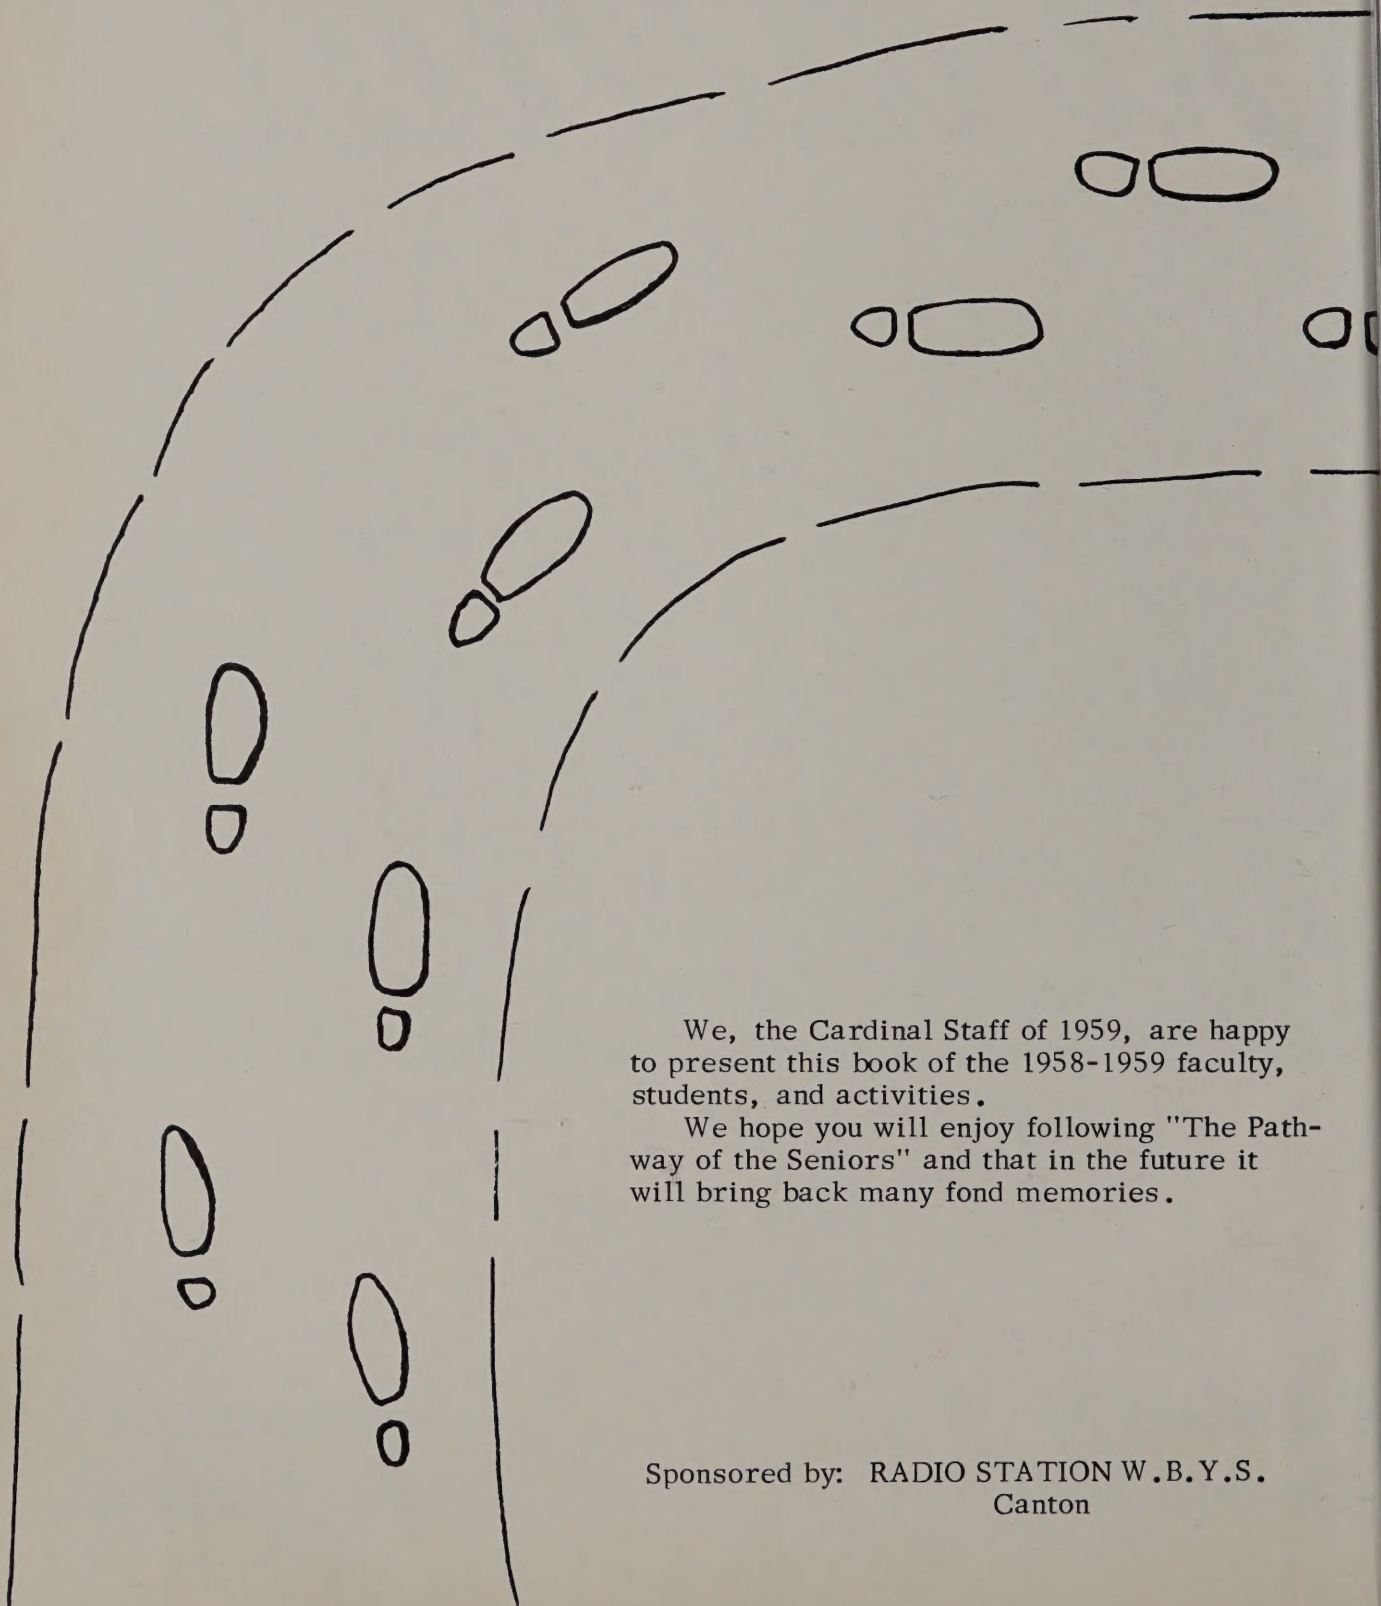 We, the Cardinal Staff of 1959, are happy
to present this book of the 1958-1959 faculty,
students, and activities.
We hope you will enjoy following "The Path-
way of the Seniors" and that in the future it
will bring back many fond memories.
Sponsored by: RADIO STATION W.B.Y.S.
Canton